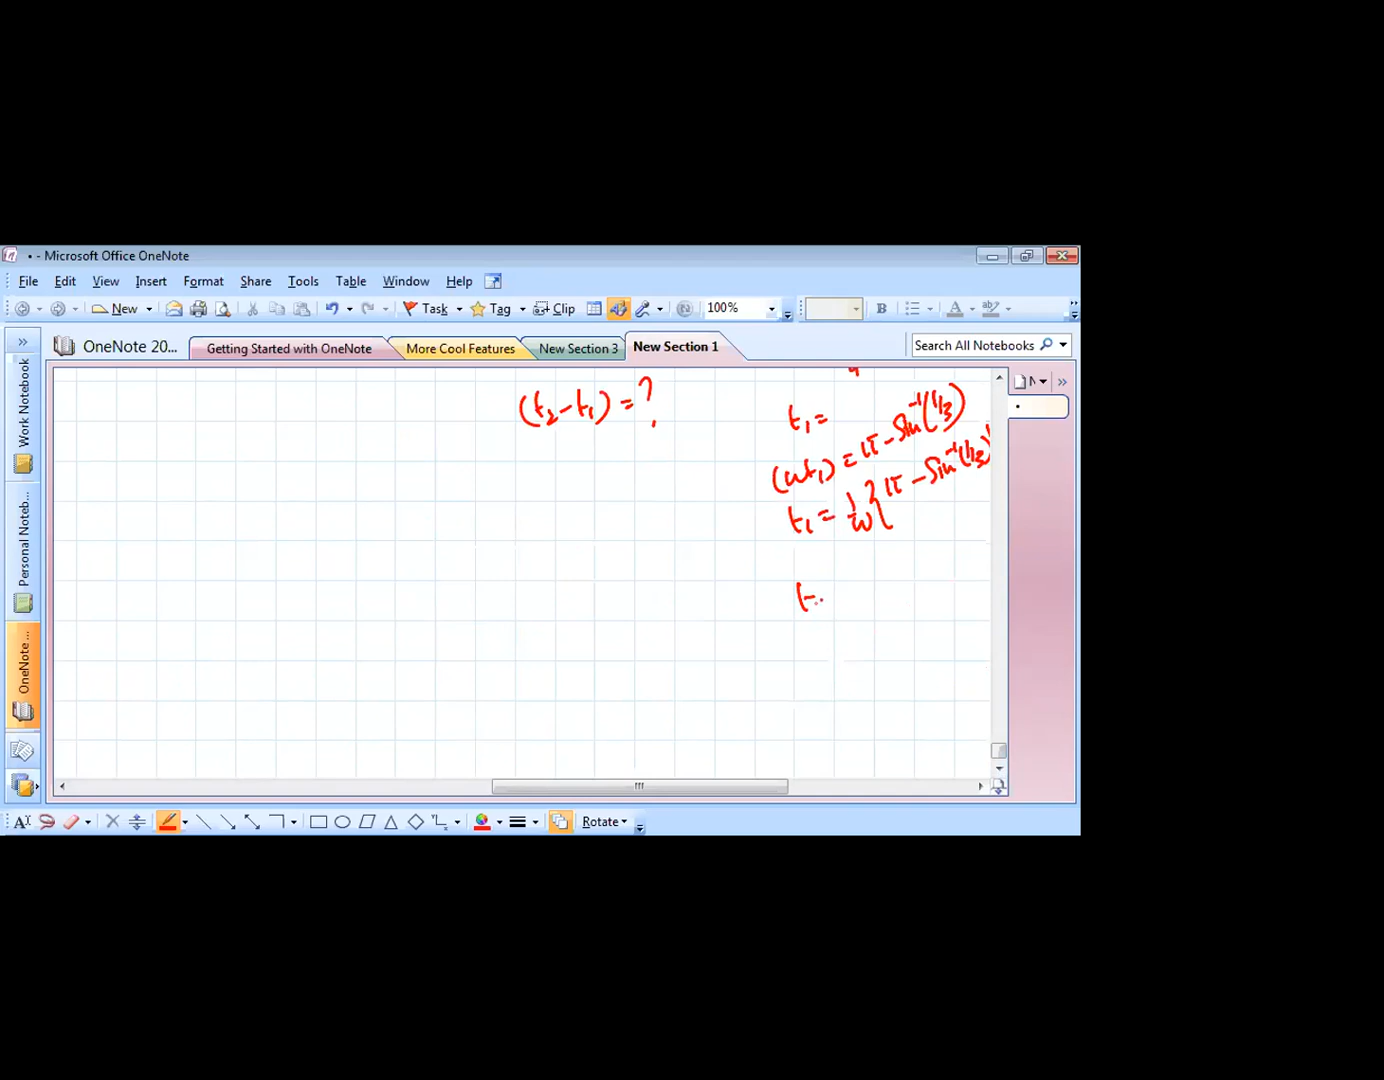 • - Microsoft Office OneNote
File Edit View Insert Format Share Tools Table Window Help
New Task Tag Clip 100% B A ab
OneNote 20... Getting Started with OneNote More Cool Features New Section 3 New Section 1 Search All Notebooks
Work Notebook
Personal Noteb...
OneNote ...
(t₂-t₁) = ?
t₁ =
(ωt₁) = π - Sin⁻¹(1/3)
t₁ = 1/ω { π - Sin⁻¹(1/3)
t
Rotate